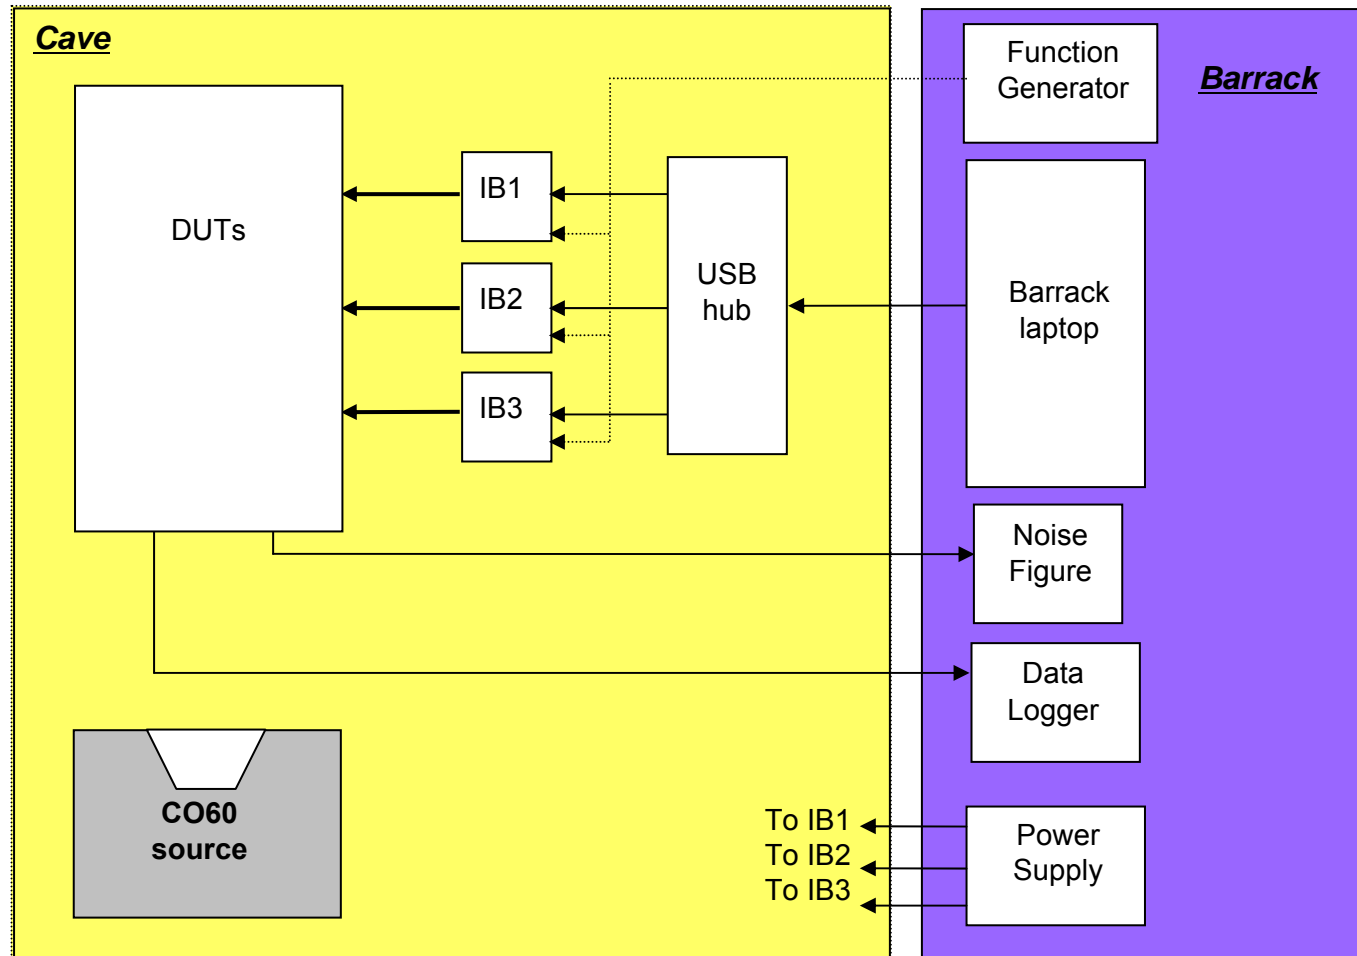 Cave
Function
Generator
Barrack
DUTs
IB1
IB2
IB3
USB
hub
Barrack
laptop
Noise
Figure
Data
Logger
CO60
source
To IB1
To IB2
To IB3
Power
Supply